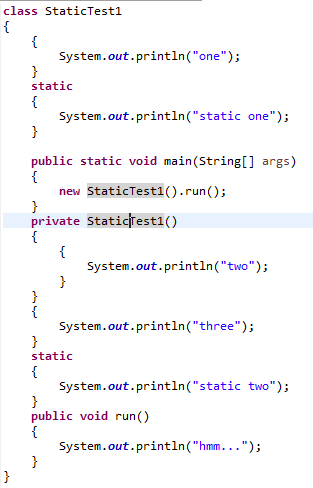 class StaticTest1
{
    {
        System.out.println("one");
    }
    static
    {
        System.out.println("static one");
    }

    public static void main(String[] args)
    {
        new StaticTest1().run();
    }
    private StaticTest1()
    {
        {
            System.out.println("two");
        }
    }
    {
        System.out.println("three");
    }
    static
    {
        System.out.println("static two");
    }
    public void run()
    {
        System.out.println("hmm...");
    }
}